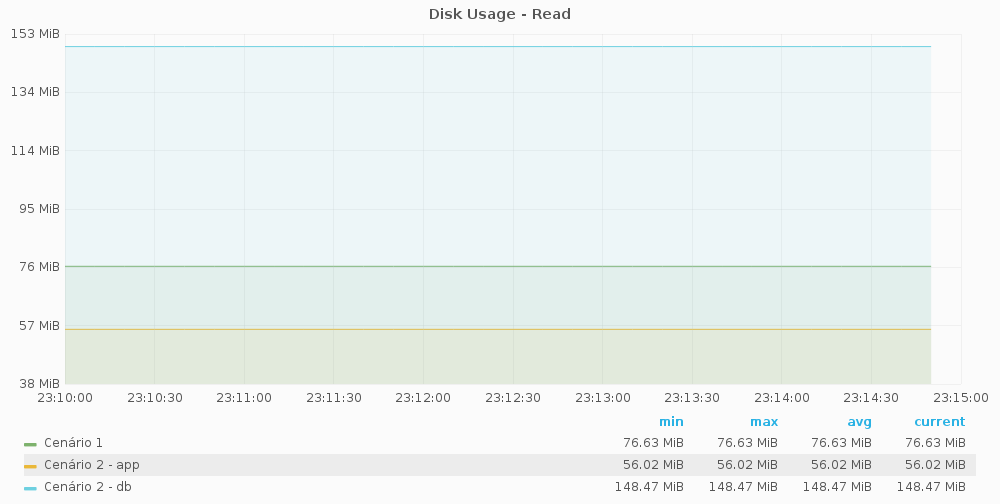 Disk Usage - Read
153 MiB
134 MiB
114 MiB
95 MiB
76 MiB
57 MiB
38 MiB
23:10:00 23:10:30 23:11:00 23:11:30 23:12:00 23:12:30 23:13:00 23:13:30 23:14:00 23:14:30 23:15:00
min max avg current
Cenário 1 76.63 MiB 76.63 MiB 76.63 MiB 76.63 MiB
Cenário 2 - app 56.02 MiB 56.02 MiB 56.02 MiB 56.02 MiB
Cenário 2 - db 148.47 MiB 148.47 MiB 148.47 MiB 148.47 MiB